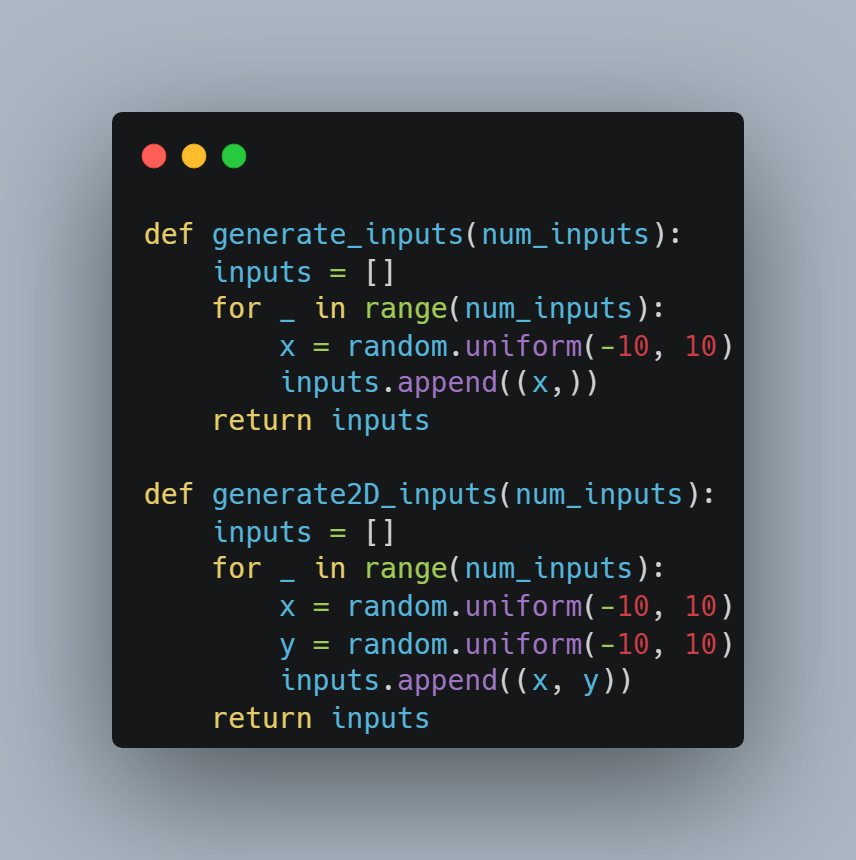 def generate_inputs(num_inputs):
    inputs = []
    for _ in range(num_inputs):
        x = random.uniform(-10, 10)
        inputs.append((x,))
    return inputs

def generate2D_inputs(num_inputs):
    inputs = []
    for _ in range(num_inputs):
        x = random.uniform(-10, 10)
        y = random.uniform(-10, 10)
        inputs.append((x, y))
    return inputs